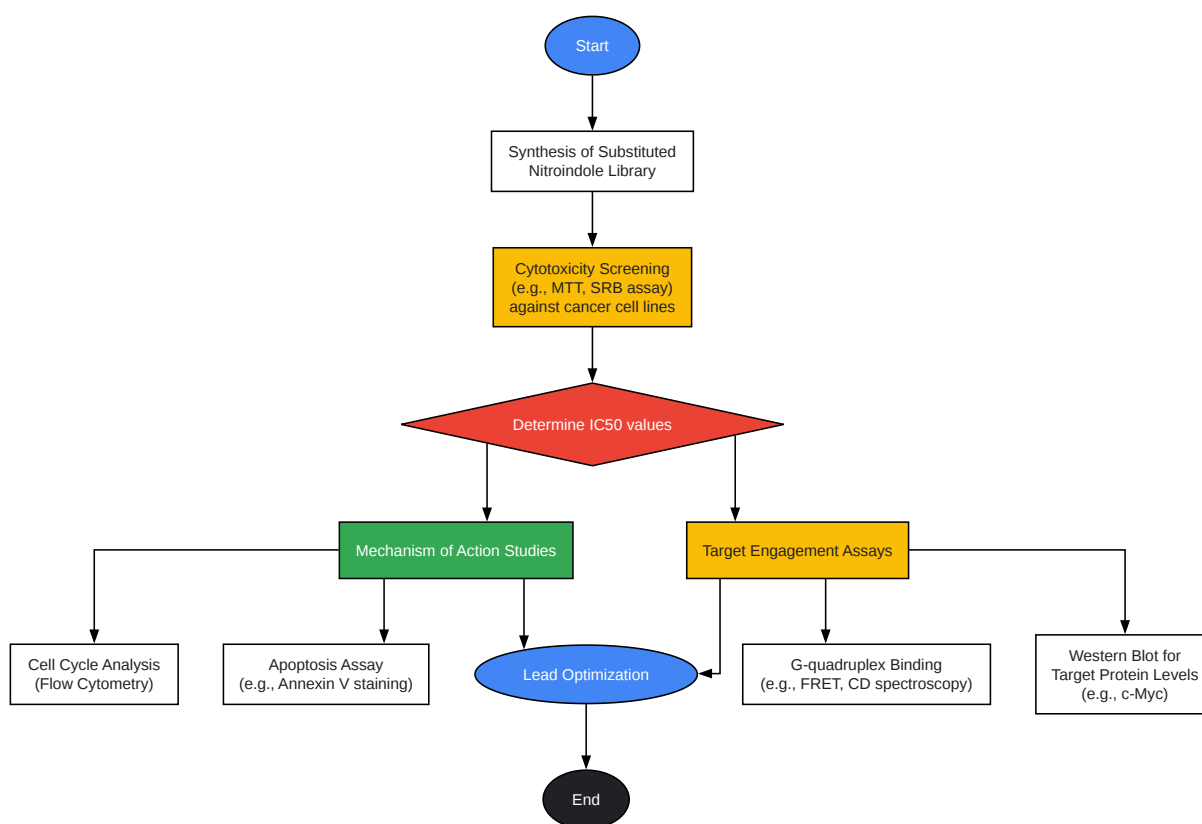 Start
Synthesis of Substituted
Nitroindole Library
Cytotoxicity Screening
(e.g., MTT, SRB assay)
against cancer cell lines
Determine IC50 values
Mechanism of Action Studies
Target Engagement Assays
Cell Cycle Analysis
(Flow Cytometry)
Apoptosis Assay
(e.g., Annexin V staining)
Lead Optimization
G-quadruplex Binding
(e.g., FRET, CD spectroscopy)
Western Blot for
Target Protein Levels
(e.g., c-Myc)
End